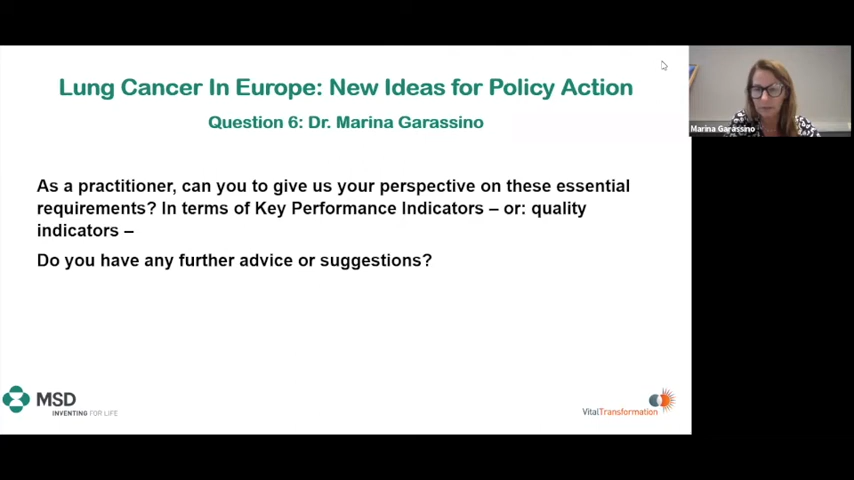 Lung Cancer In Europe: New Ideas for Policy Action
Question 6: Dr. Marina Garassino
Marina Garassino
As a practitioner, can you to give us your perspective on these essential
requirements? In terms of Key Performance Indicators – or: quality
indicators –
Do you have any further advice or suggestions?
MSD
INVENTING FOR LIFE
VitalTransformation